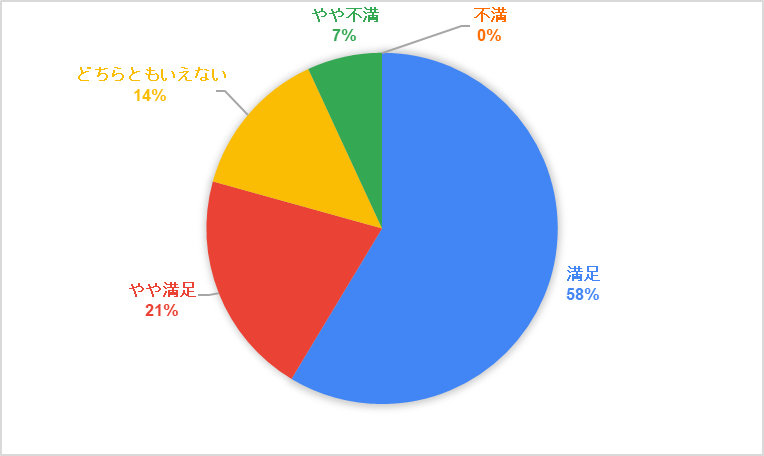 やや不満
7%
不満
0%
どちらともいえない
14%
満足
58%
やや満足
21%